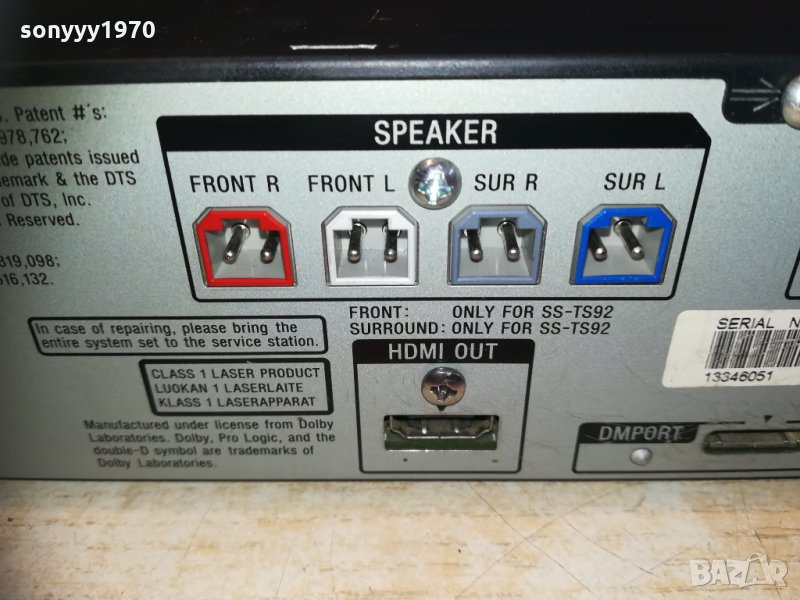 sonyyy1970
Patent #'s:
978,762;
patents issued
& the DTS
of DTS, Inc.
Reserved.
819,098;
516,132.
SPEAKER
FRONT R FRONT L SUR R SUR L
FRONT: ONLY FOR SS-TS92
SURROUND: ONLY FOR SS-TS92
In case of repairing, please bring the
entire system set to the service station.
CLASS 1 LASER PRODUCT
LUOKAN 1 LASERLAITE
KLASS 1 LASERAPPARAT
Manufactured under license from Dolby
Laboratories. Dolby, Pro Logic, and the
double-D symbol are trademarks of
Dolby Laboratories.
HDMI OUT
SERIAL
13346051
DMPORT
BAZAR